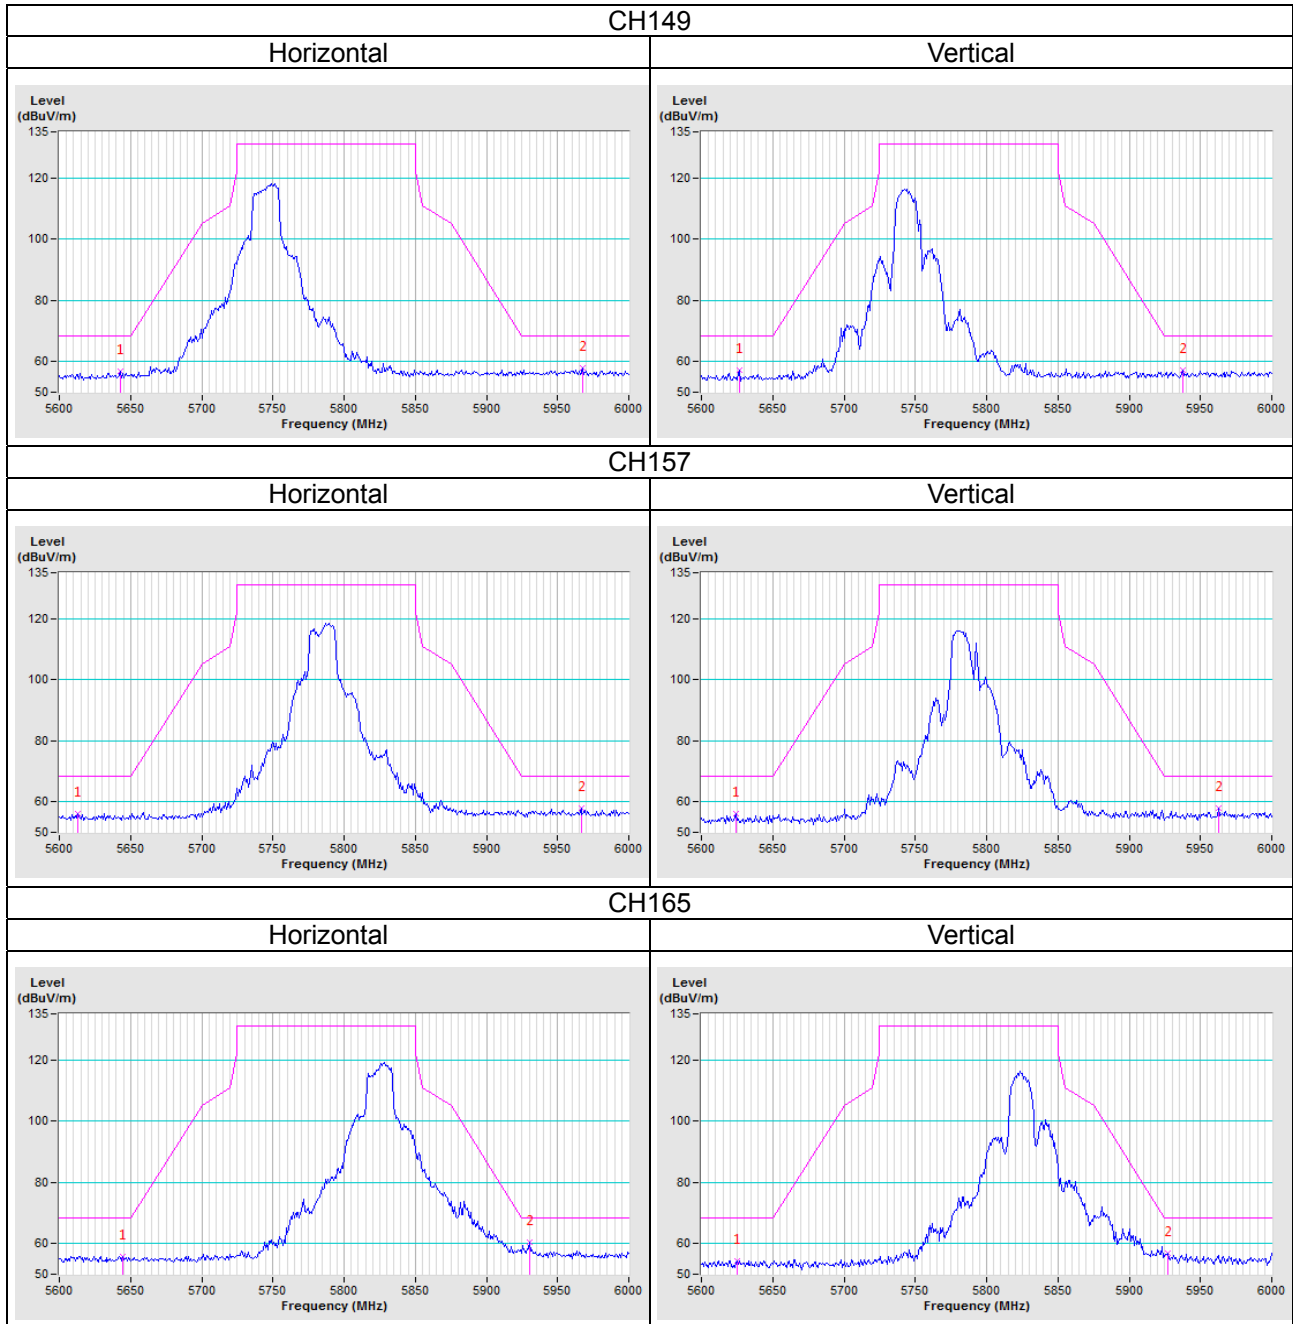 CH149
Horizontal Vertical
Level Level
(dBuV/m) (dBuV/m)
135 135
120 120
100 100
80 80
1 2 1 2
60 60
50 50
5600 5650 5700 5750 5800 5850 5900 5950 6000 5600 5650 5700 5750 5800 5850 5900 5950 6000
Frequency (MHz) Frequency (MHz)
CH157
Horizontal Vertical
Level Level
(dBuV/m) (dBuV/m)
135 135
120 120
100 100
80 80
1 2 1 2
60 60
50 50
5600 5650 5700 5750 5800 5850 5900 5950 6000 5600 5650 5700 5750 5800 5850 5900 5950 6000
Frequency (MHz) Frequency (MHz)
CH165
Horizontal Vertical
Level Level
(dBuV/m) (dBuV/m)
135 135
120 120
100 100
80 80
1 2 1 2
60 60
50 50
5600 5650 5700 5750 5800 5850 5900 5950 6000 5600 5650 5700 5750 5800 5850 5900 5950 6000
Frequency (MHz) Frequency (MHz)